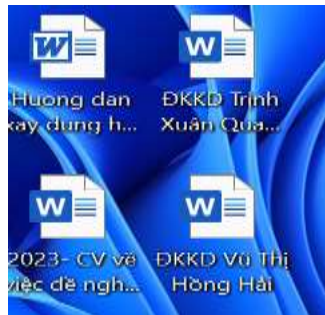 Huong dan
xay dung h...
ĐKKD Trịnh
Xuân Qua...
2023- CV về
việc đề ngh...
ĐKKD Vũ Thị
Hồng Hải